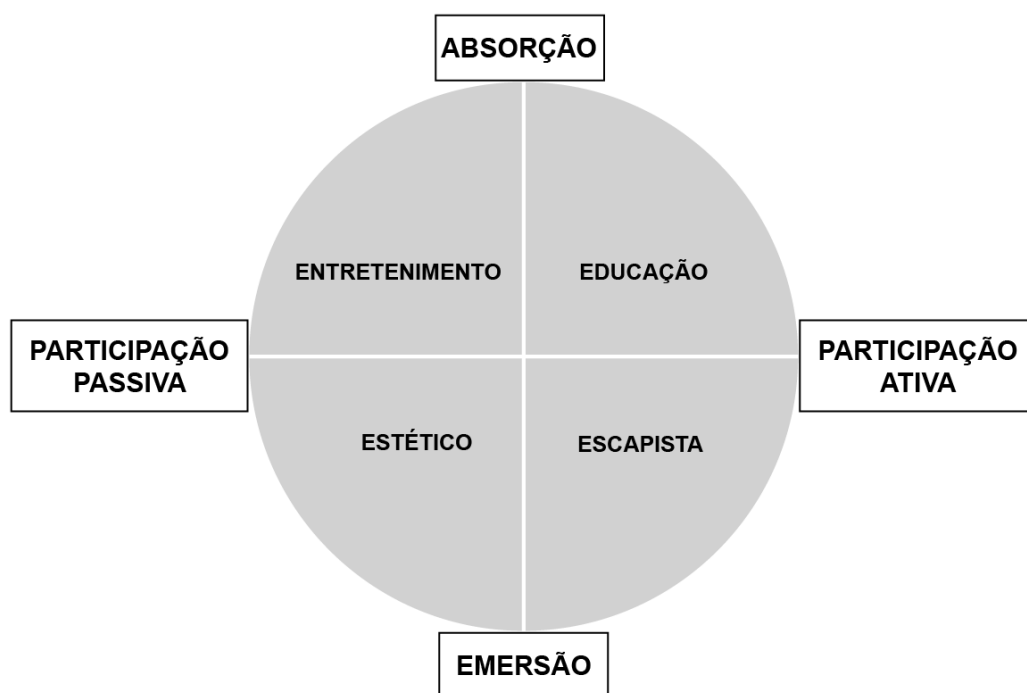 ABSORÇÃO
ENTRETENIMENTO
EDUCAÇÃO
PARTICIPAÇÃO
PASSIVA
PARTICIPAÇÃO
ATIVA
ESTÉTICO
ESCAPISTA
EMERSÃO